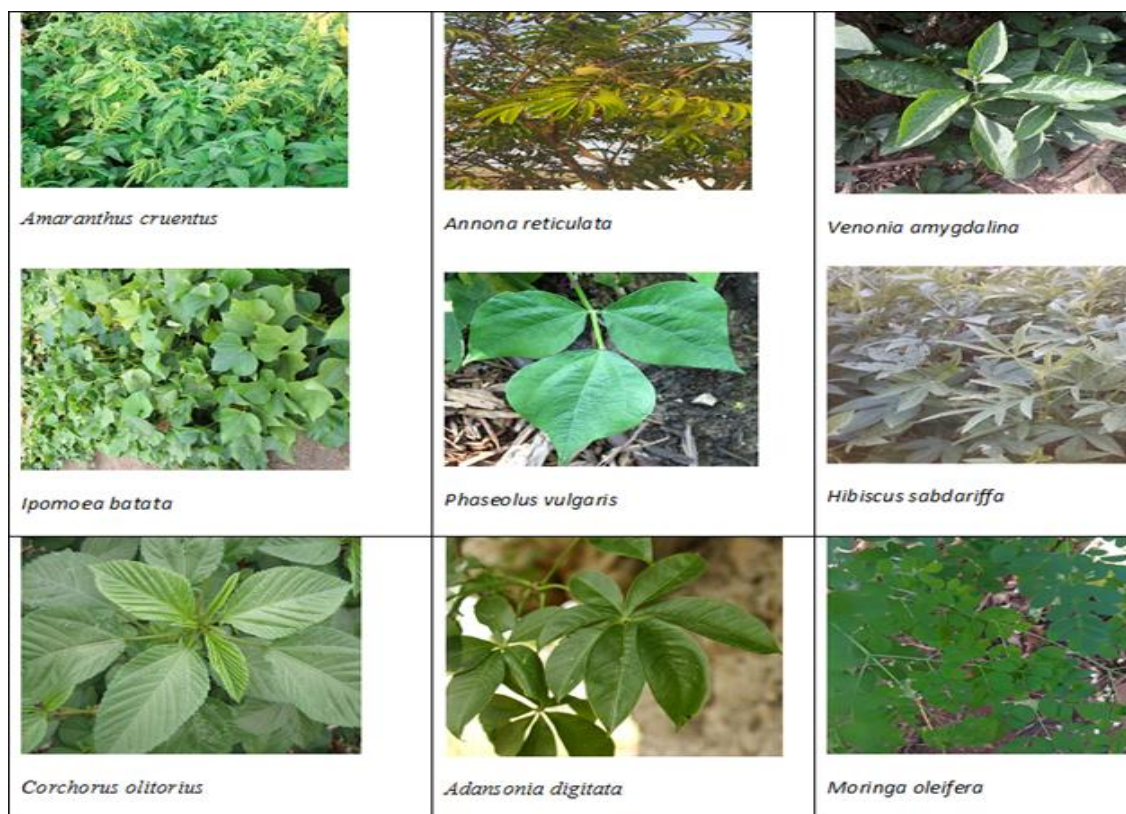 Amaranthus cruentus
Annona reticulata
Venonia amygdalina
Ipomoea batata
Phaseolus vulgaris
Hibiscus sabdariffa
Corchorus olitorius
Adansonia digitata
Moringa oleifera